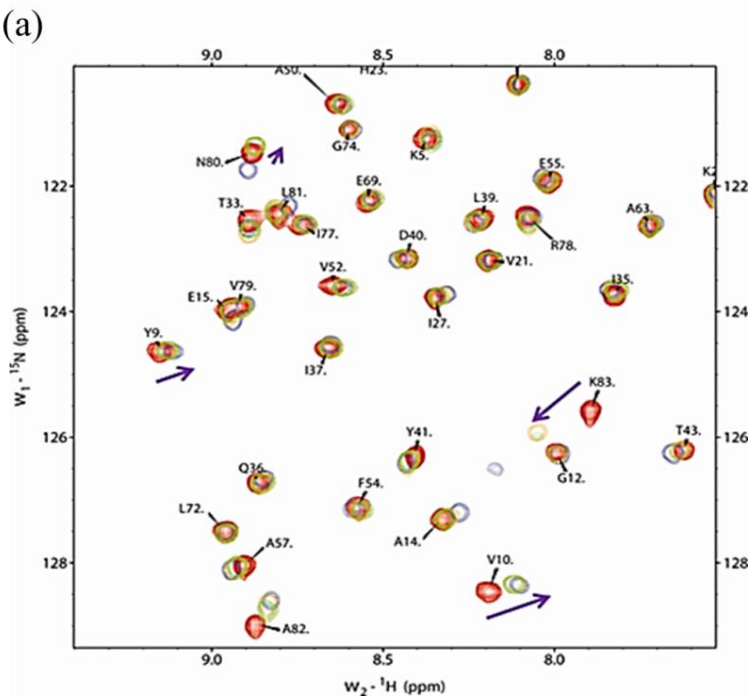 (a)
9.0 8.5 8.0
A50. H23.
G74. K5.
N80. E55.
122 E69. K2 122
T33. L81. L39. A63.
I77. D40. R78.
V21.
V52. I35.
E15. V79. I27.
124 124
Y9.
I37.
K83.
126 Y41. T43. 126
Q36. G12.
F54.
L72. A14.
A57. V10.
128 128
A82.
9.0 8.5 8.0
W₁ - ¹⁵N (ppm)
W₂ - ¹H (ppm)